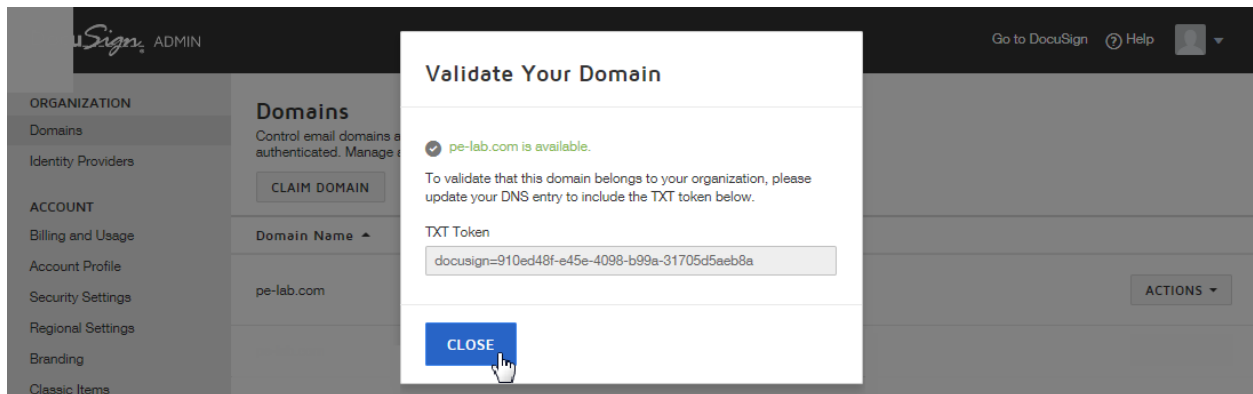 uSign ADMIN
Go to DocuSign
? Help
ORGANIZATION
Domains
Identity Providers
ACCOUNT
Billing and Usage
Account Profile
Security Settings
Regional Settings
Branding
Classic Items
Domains
Control email domains a
authenticated. Manage
CLAIM DOMAIN
Domain Name
pe-lab.com
ACTIONS
Validate Your Domain
pe-lab.com is available.
To validate that this domain belongs to your organization, please
update your DNS entry to include the TXT token below.
TXT Token
docusign=910ed48f-e45e-4098-b99a-31705d5aeb8a
CLOSE